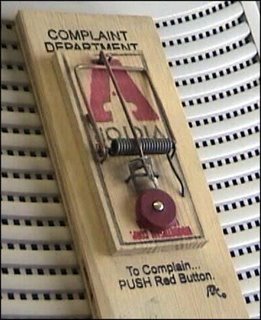 COMPLAINT
DEPARTMENT
A
To Complain...
PUSH Red Button.